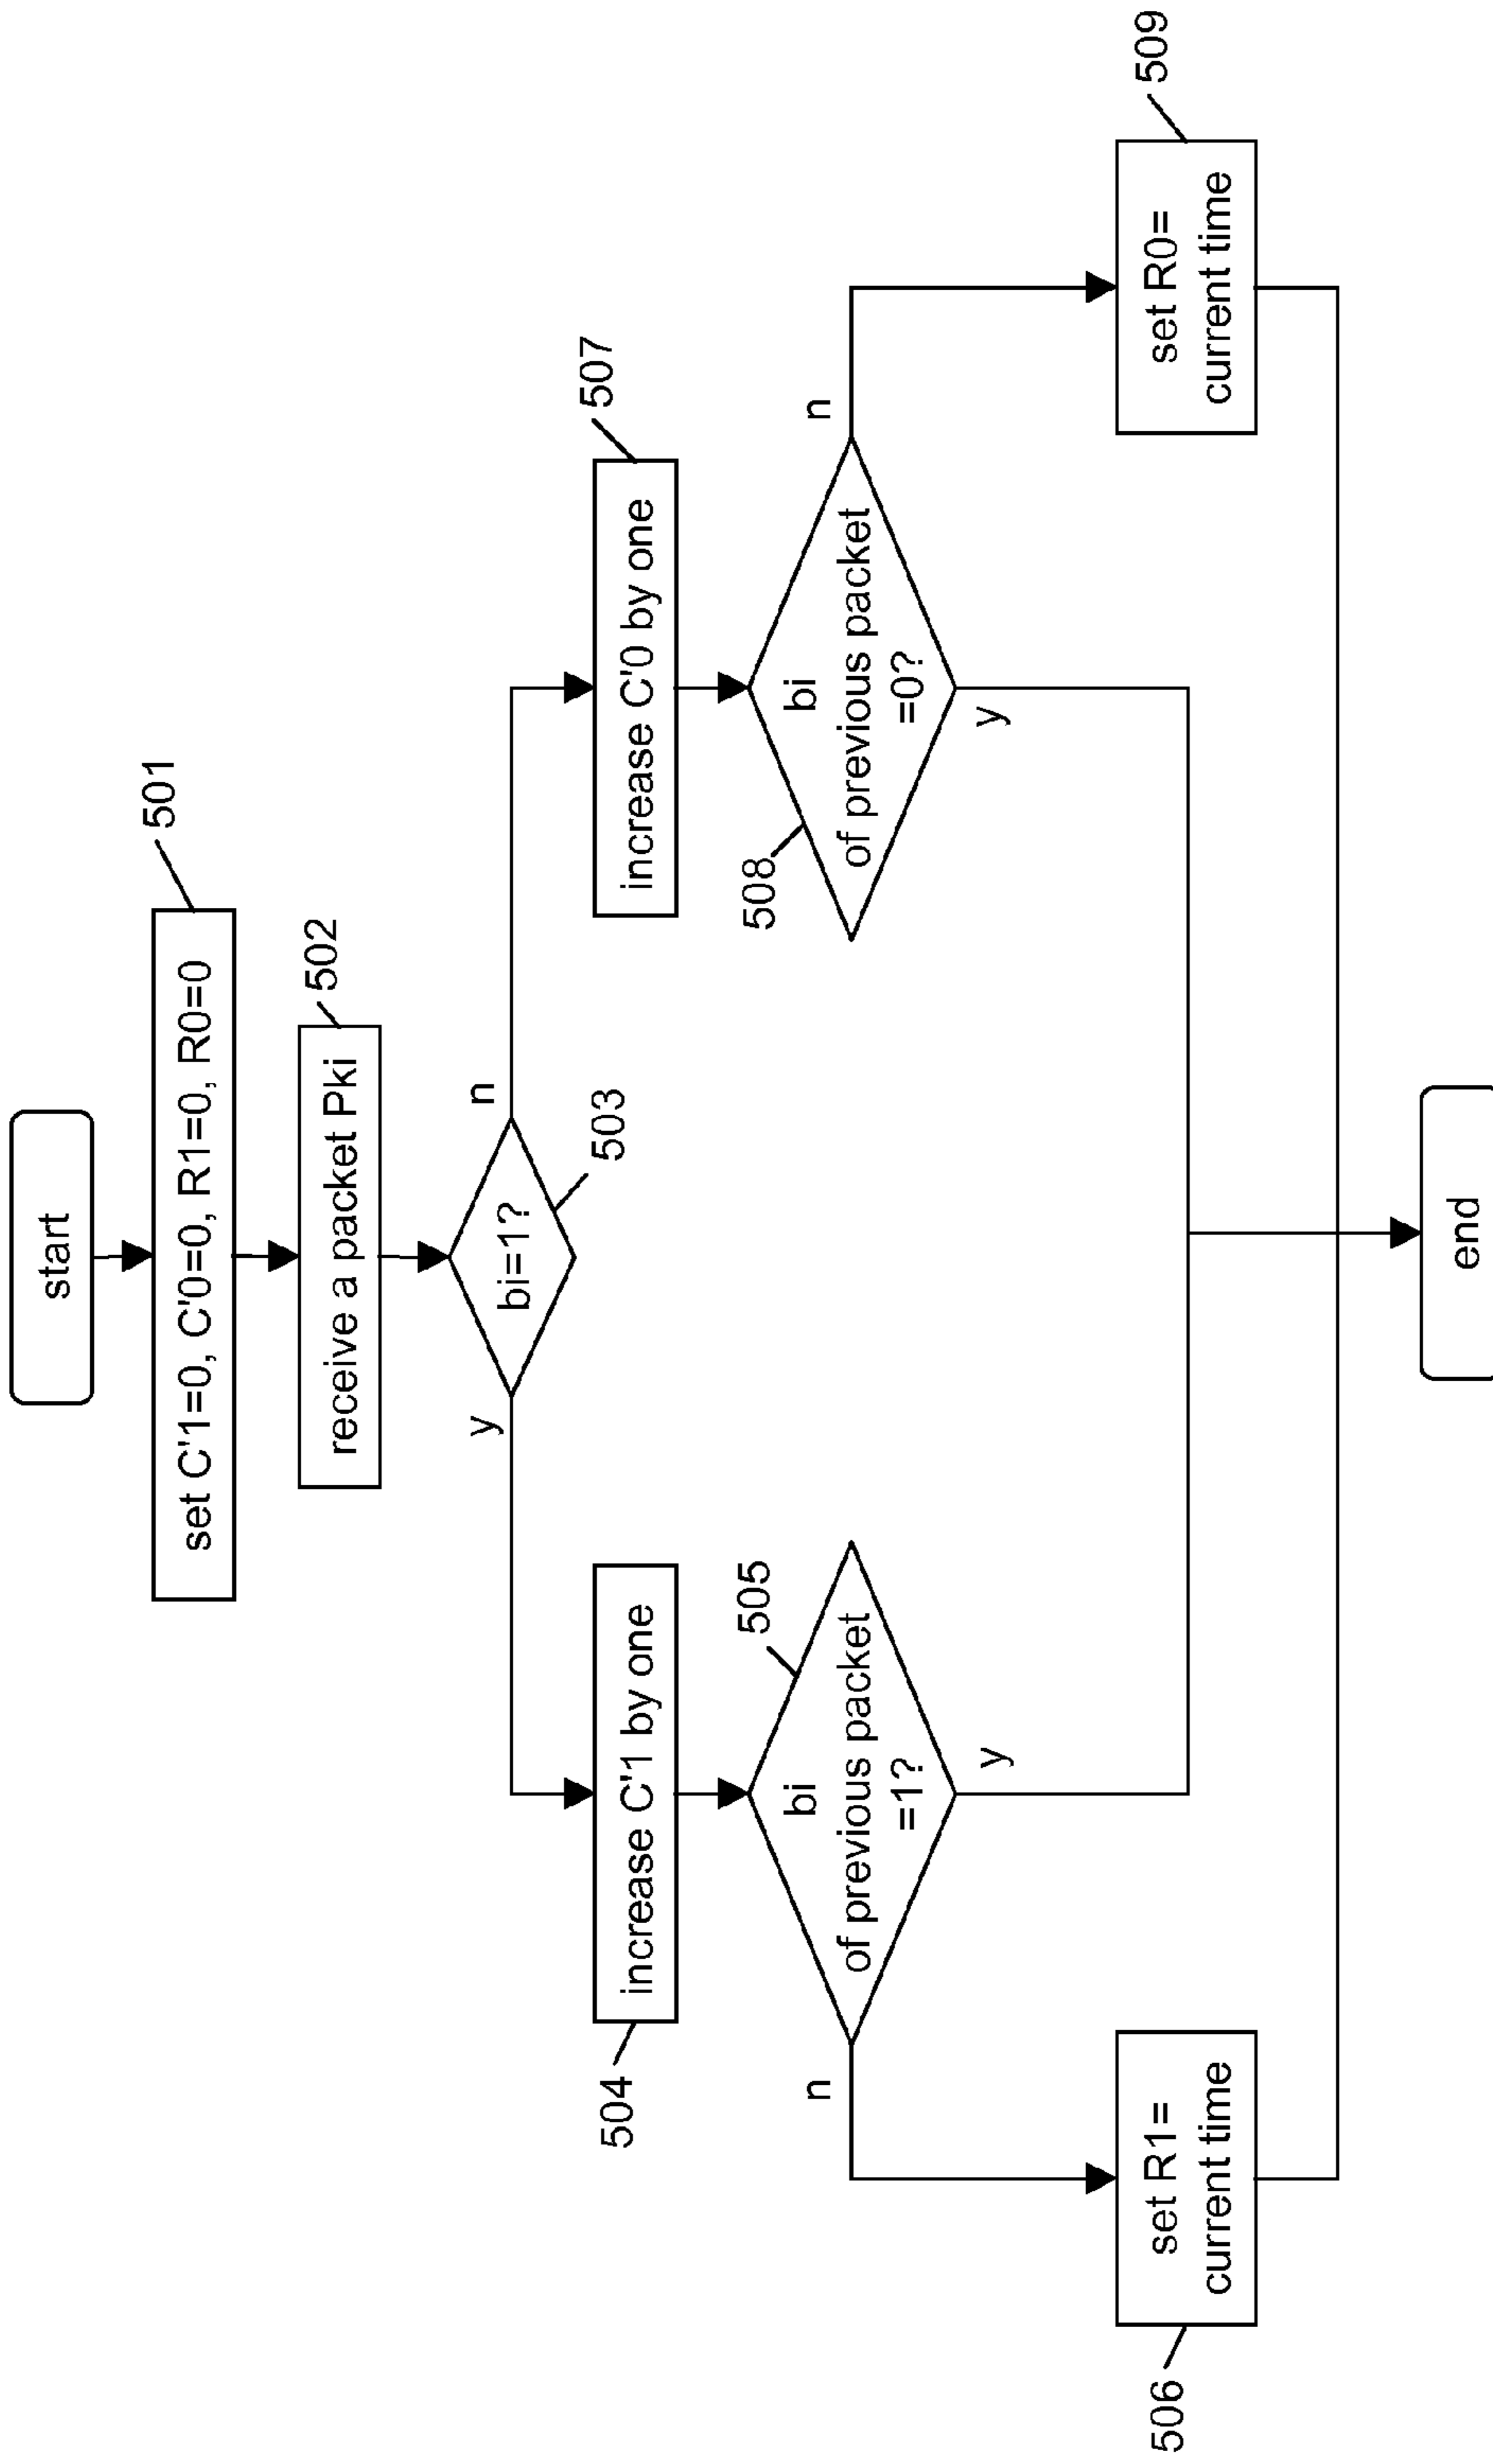 start
501
set C'1=0, C'0=0, R1=0, R0=0
502
receive a packet Pki
503
bi=1?
y
n
504
increase C'1 by one
507
increase C'0 by one
505
bi
of previous packet
=1?
n
y
508
bi
of previous packet
=0?
y
n
506
set R1=
current time
509
set R0=
current time
end